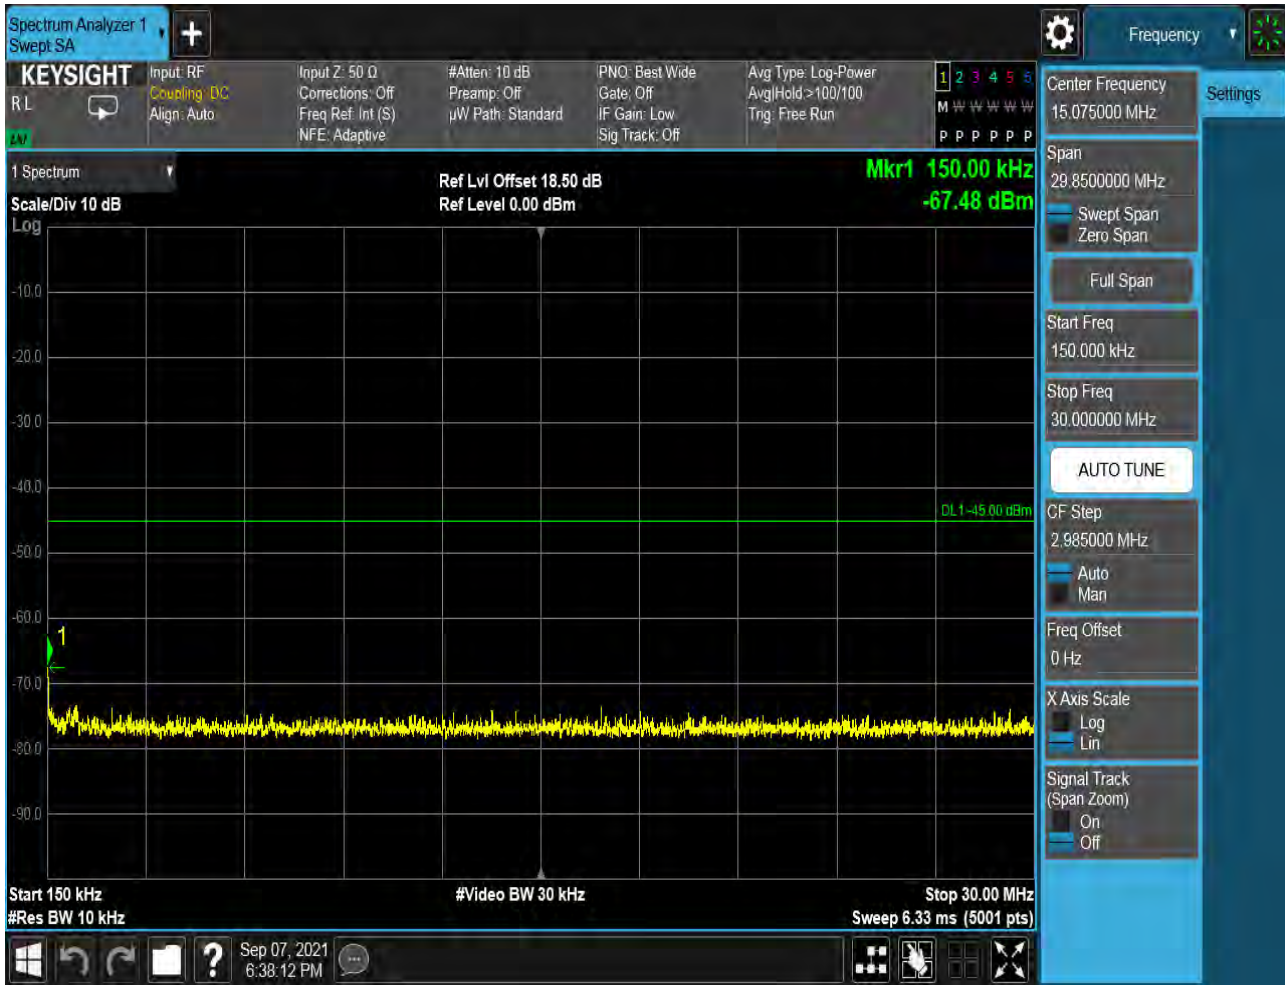 Spectrum Analyzer 1
Swept SA
Frequency
KEYSIGHT
R L
Input: RF
Coupling: DC
Align: Auto
Input Z: 50 Ω
Corrections: Off
Freq Ref: Int (S)
NFE: Adaptive
#Atten: 10 dB
Preamp: Off
µW Path: Standard
PNO: Best Wide
Gate: Off
IF Gain: Low
Sig Track: Off
Avg Type: Log-Power
Avg|Hold:>100/100
Trig: Free Run
1 2 3 4 5 6
M W W W W W
P P P P P P
1 Spectrum
Scale/Div 10 dB
Log
Ref Lvl Offset 18.50 dB
Ref Level 0.00 dBm
Mkr1 150.00 kHz
-67.48 dBm
-10.0
-20.0
-30.0
-40.0
DL1 -45.00 dBm
-50.0
-60.0
1
-70.0
-80.0
-90.0
Start 150 kHz
#Res BW 10 kHz
#Video BW 30 kHz
Stop 30.00 MHz
Sweep 6.33 ms (5001 pts)
Center Frequency
15.075000 MHz
Settings
Span
29.8500000 MHz
Swept Span
Zero Span
Full Span
Start Freq
150.000 kHz
Stop Freq
30.000000 MHz
AUTO TUNE
CF Step
2.985000 MHz
Auto
Man
Freq Offset
0 Hz
X Axis Scale
Log
Lin
Signal Track
(Span Zoom)
On
Off
?
Sep 07, 2021
6:38:12 PM